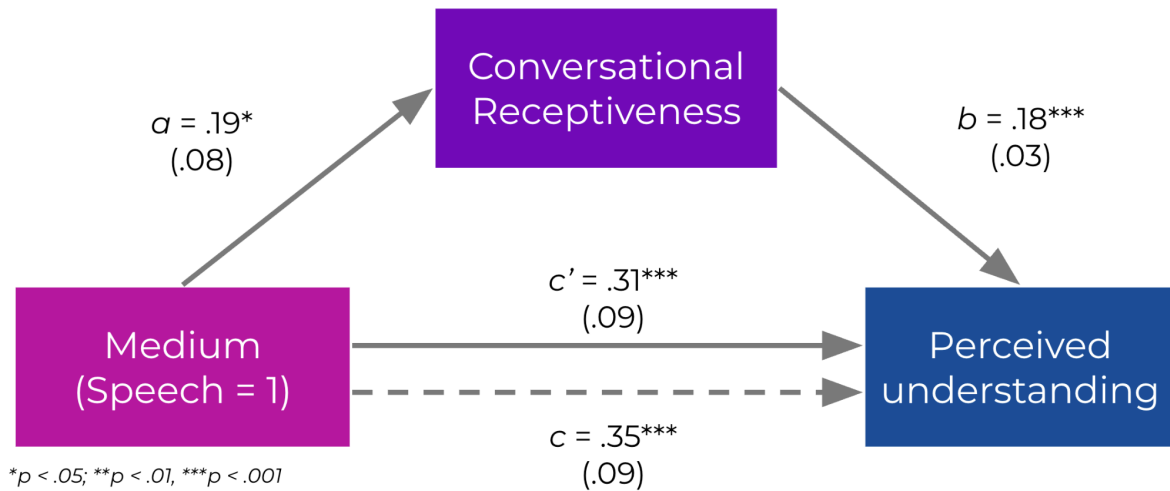 Conversational
Receptiveness
a = .19*
(.08)
b = .18***
(.03)
c’ = .31***
(.09)
Medium
(Speech = 1)
Perceived
understanding
c = .35***
(.09)
*p < .05; **p < .01, ***p < .001